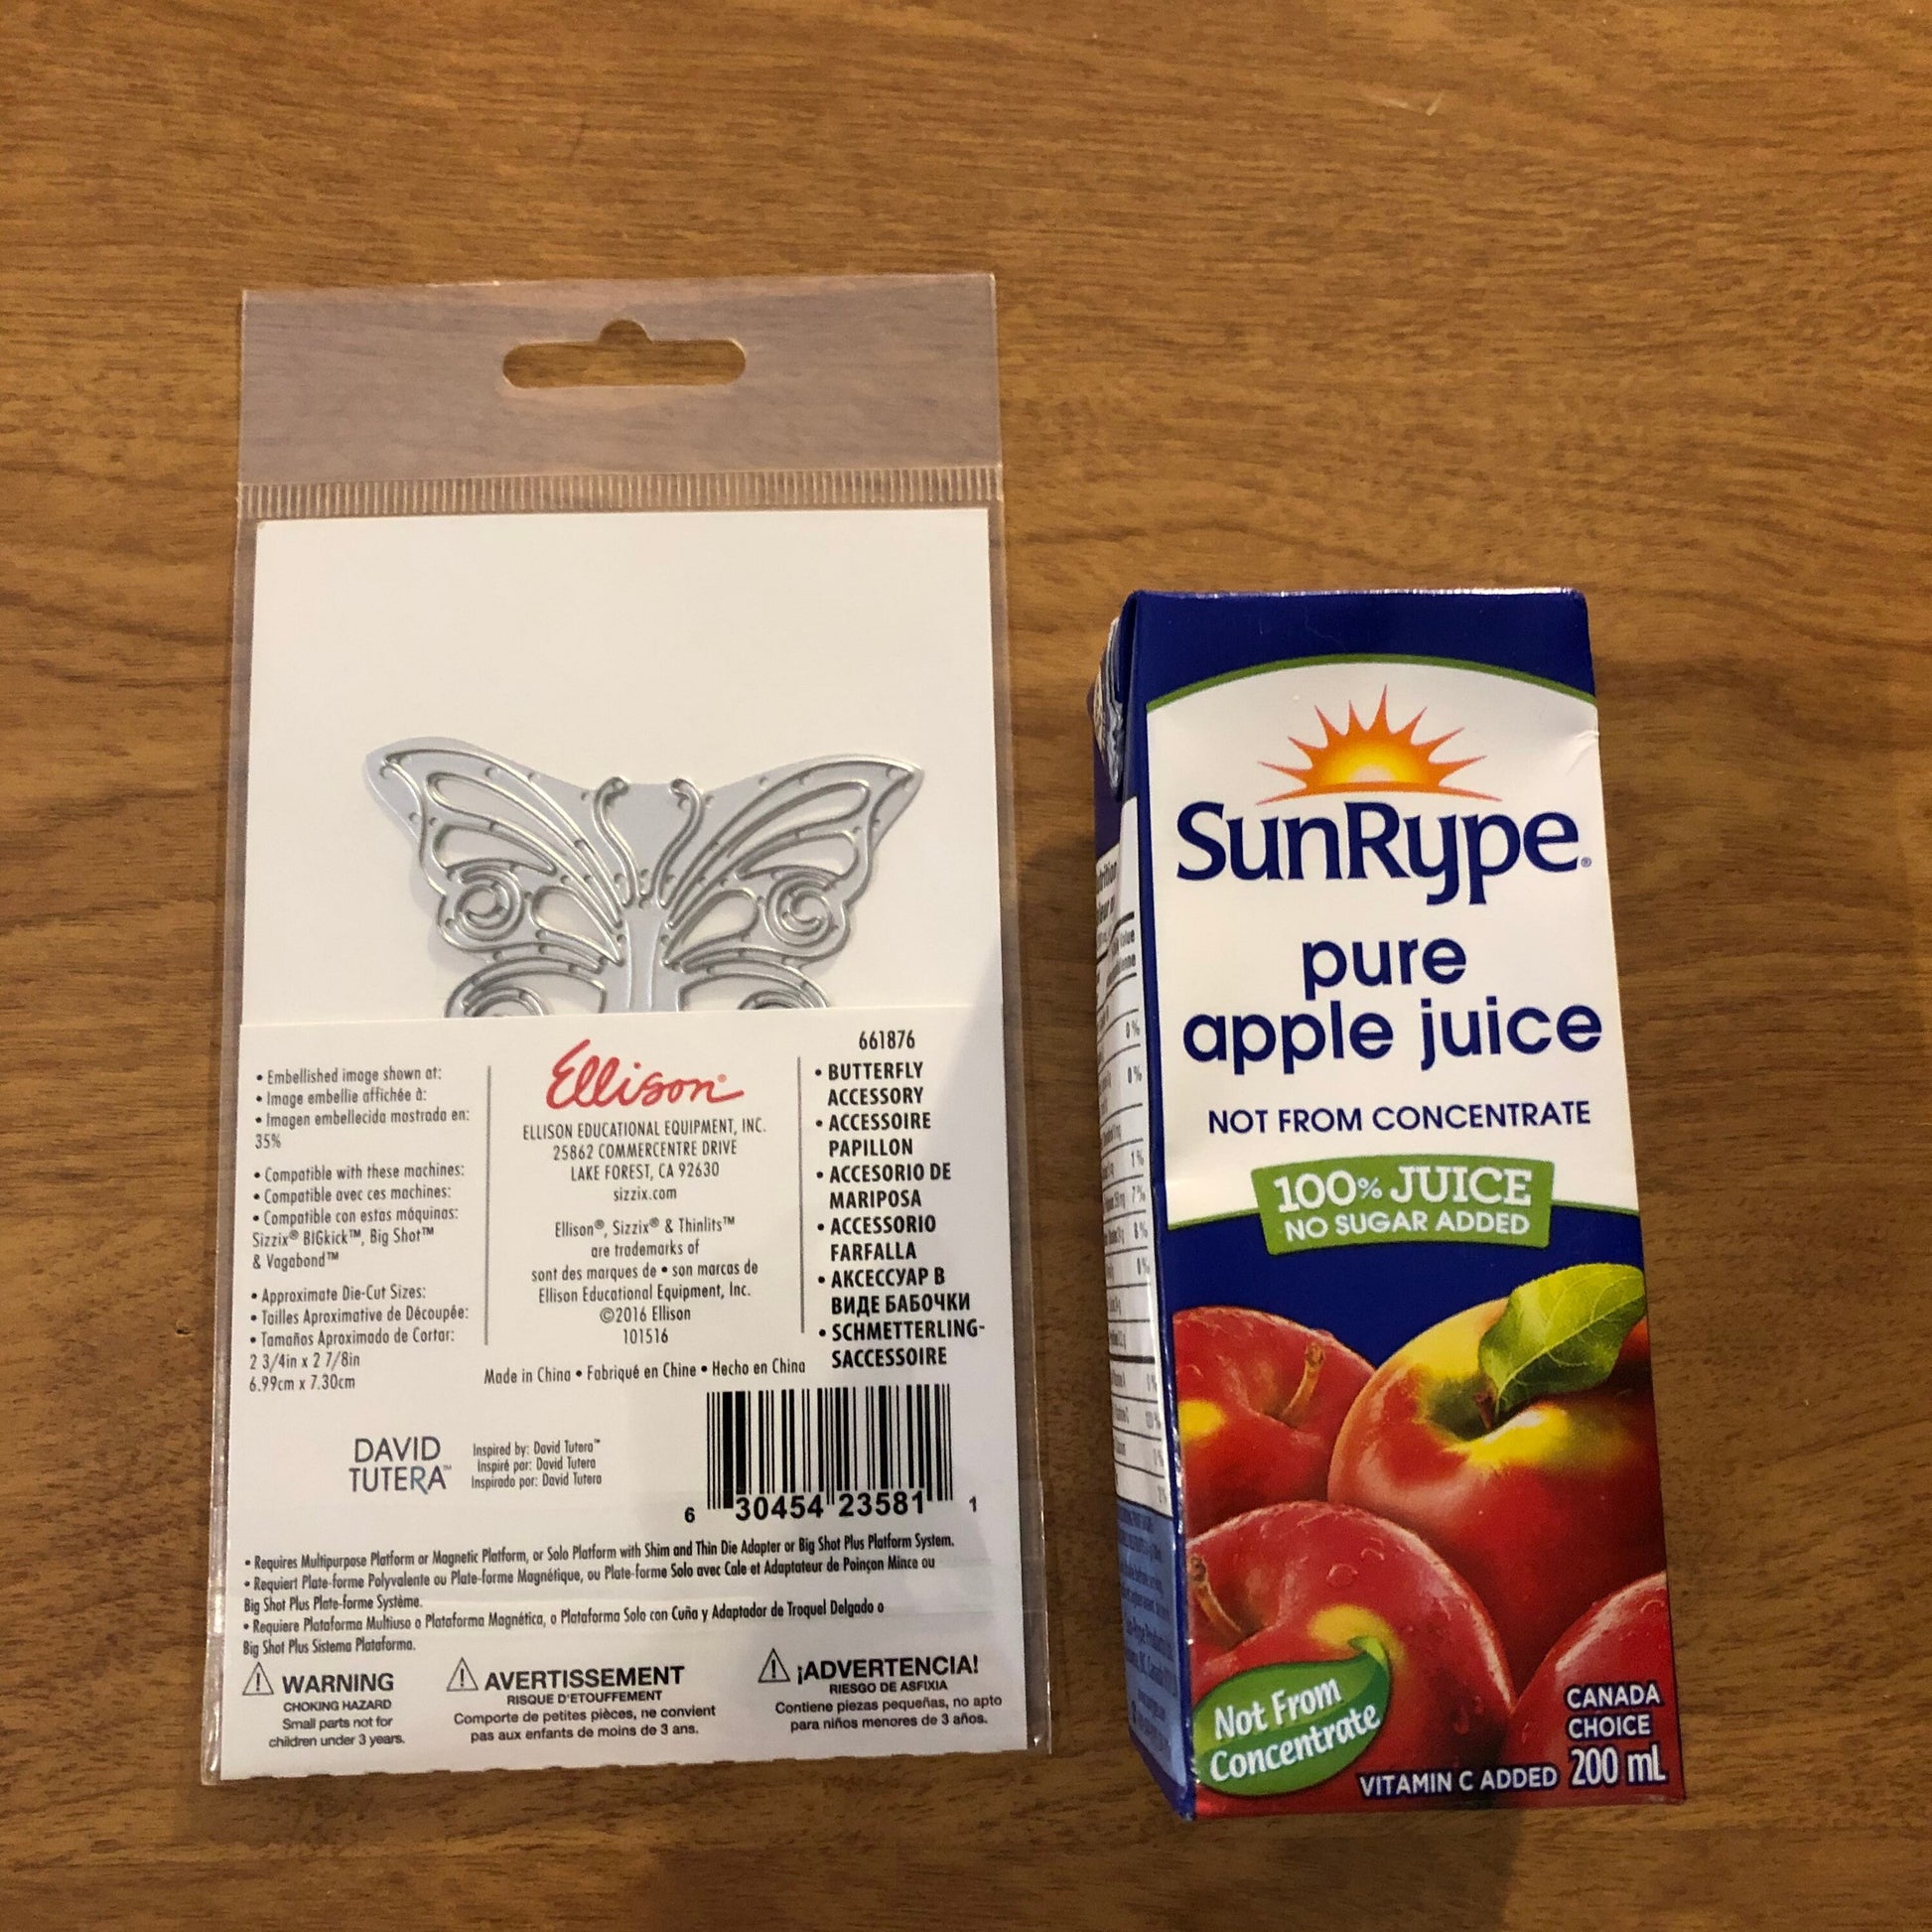 • Embellished image shown at:
• Image embellie affichée à:
• Imagen embellecida mostrada en:
35%
• Compatible with these machines:
• Compatible avec ces machines:
• Compatible con estas máquinas:
Sizzix® BIGkick™, Big Shot™
& Vagabond™
• Approximate Die-Cut Sizes:
• Tailles Aproximative de Découpée:
• Tamaños Aproximado de Cortar:
2 3/4in x 2 7/8in
6.99cm x 7.30cm
Ellison®
ELLISON EDUCATIONAL EQUIPMENT, INC.
25862 COMMERCENTRE DRIVE
LAKE FOREST, CA 92630
sizzix.com
Ellison®, Sizzix® & Thinlits™
are trademarks of
sont des marques de • son marcas de
Ellison Educational Equipment, Inc.
©2016 Ellison
101516
Made in China • Fabriqué en Chine • Hecho en China
661876
• BUTTERFLY
ACCESSORY
• ACCESSOIRE
PAPILLON
• ACCESORIO DE
MARIPOSA
• ACCESSORIO
FARFALLA
• АКСЕССУАР В
ВИДЕ БАБОЧКИ
• SCHMETTERLING-
SACCESSOIRE
DAVID
TUTERA™
Inspired by: David Tutera™
Inspiré par: David Tutera
Inspirado por: David Tutera
6 30454 23581 1
• Requires Multipurpose Platform or Magnetic Platform, or Solo Platform with Shim and Thin Die Adapter or Big Shot Plus Platform System.
• Requiert Plate-forme Polyvalente ou Plate-forme Magnétique, ou Plate-forme Solo avec Cale et Adaptateur de Poinçon Mince ou
Big Shot Plus Plate-forme Système.
• Requiere Plataforma Multiuso o Plataforma Magnética, o Plataforma Solo con Cuña y Adaptador de Troquel Delgado o
Big Shot Plus Sistema Plataforma.
WARNING
CHOKING HAZARD
Small parts not for
children under 3 years.
AVERTISSEMENT
RISQUE D'ETOUFFEMENT
Comporte de petites pièces, ne convient
pas aux enfants de moins de 3 ans.
¡ADVERTENCIA!
RIESGO DE ASFIXIA
Contiene piezas pequeñas, no apto
para niños menores de 3 años.
SunRype®
pure
apple juice
NOT FROM CONCENTRATE
100% JUICE
NO SUGAR ADDED
Not From
Concentrate
CANADA
CHOICE
VITAMIN C ADDED 200 mL